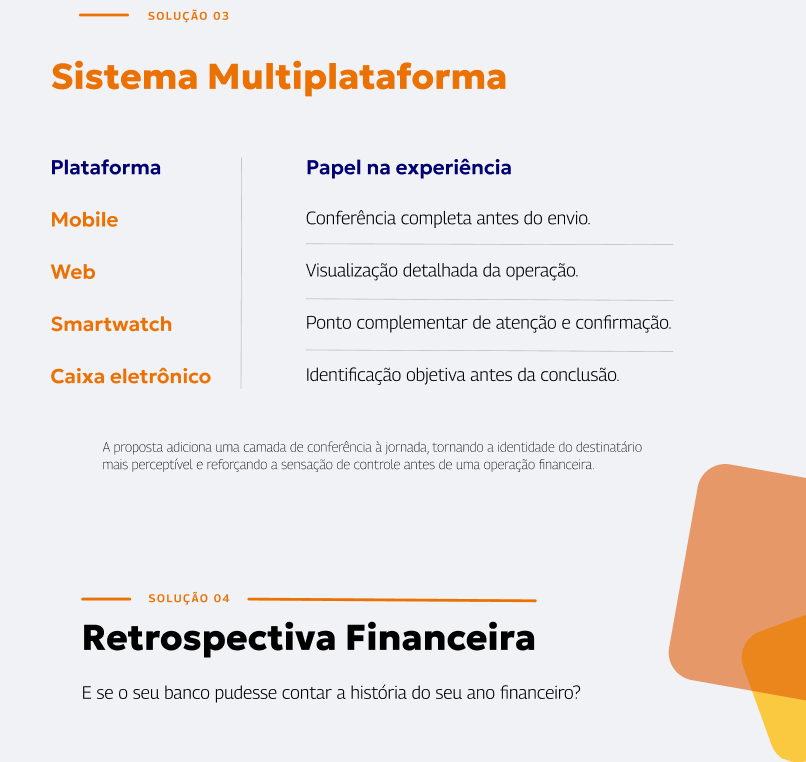 SOLUÇÃO 03
Sistema Multiplataforma
Plataforma Papel na experiência
Mobile Conferência completa antes do envio.
Web Visualização detalhada da operação.
Smartwatch Ponto complementar de atenção e confirmação.
Caixa eletrônico Identificação objetiva antes da conclusão.
A proposta adiciona uma camada de conferência à jornada, tornando a identidade do destinatário
mais perceptível e reforçando a sensação de controle antes de uma operação financeira.
SOLUÇÃO 04
Retrospectiva Financeira
E se o seu banco pudesse contar a história do seu ano financeiro?